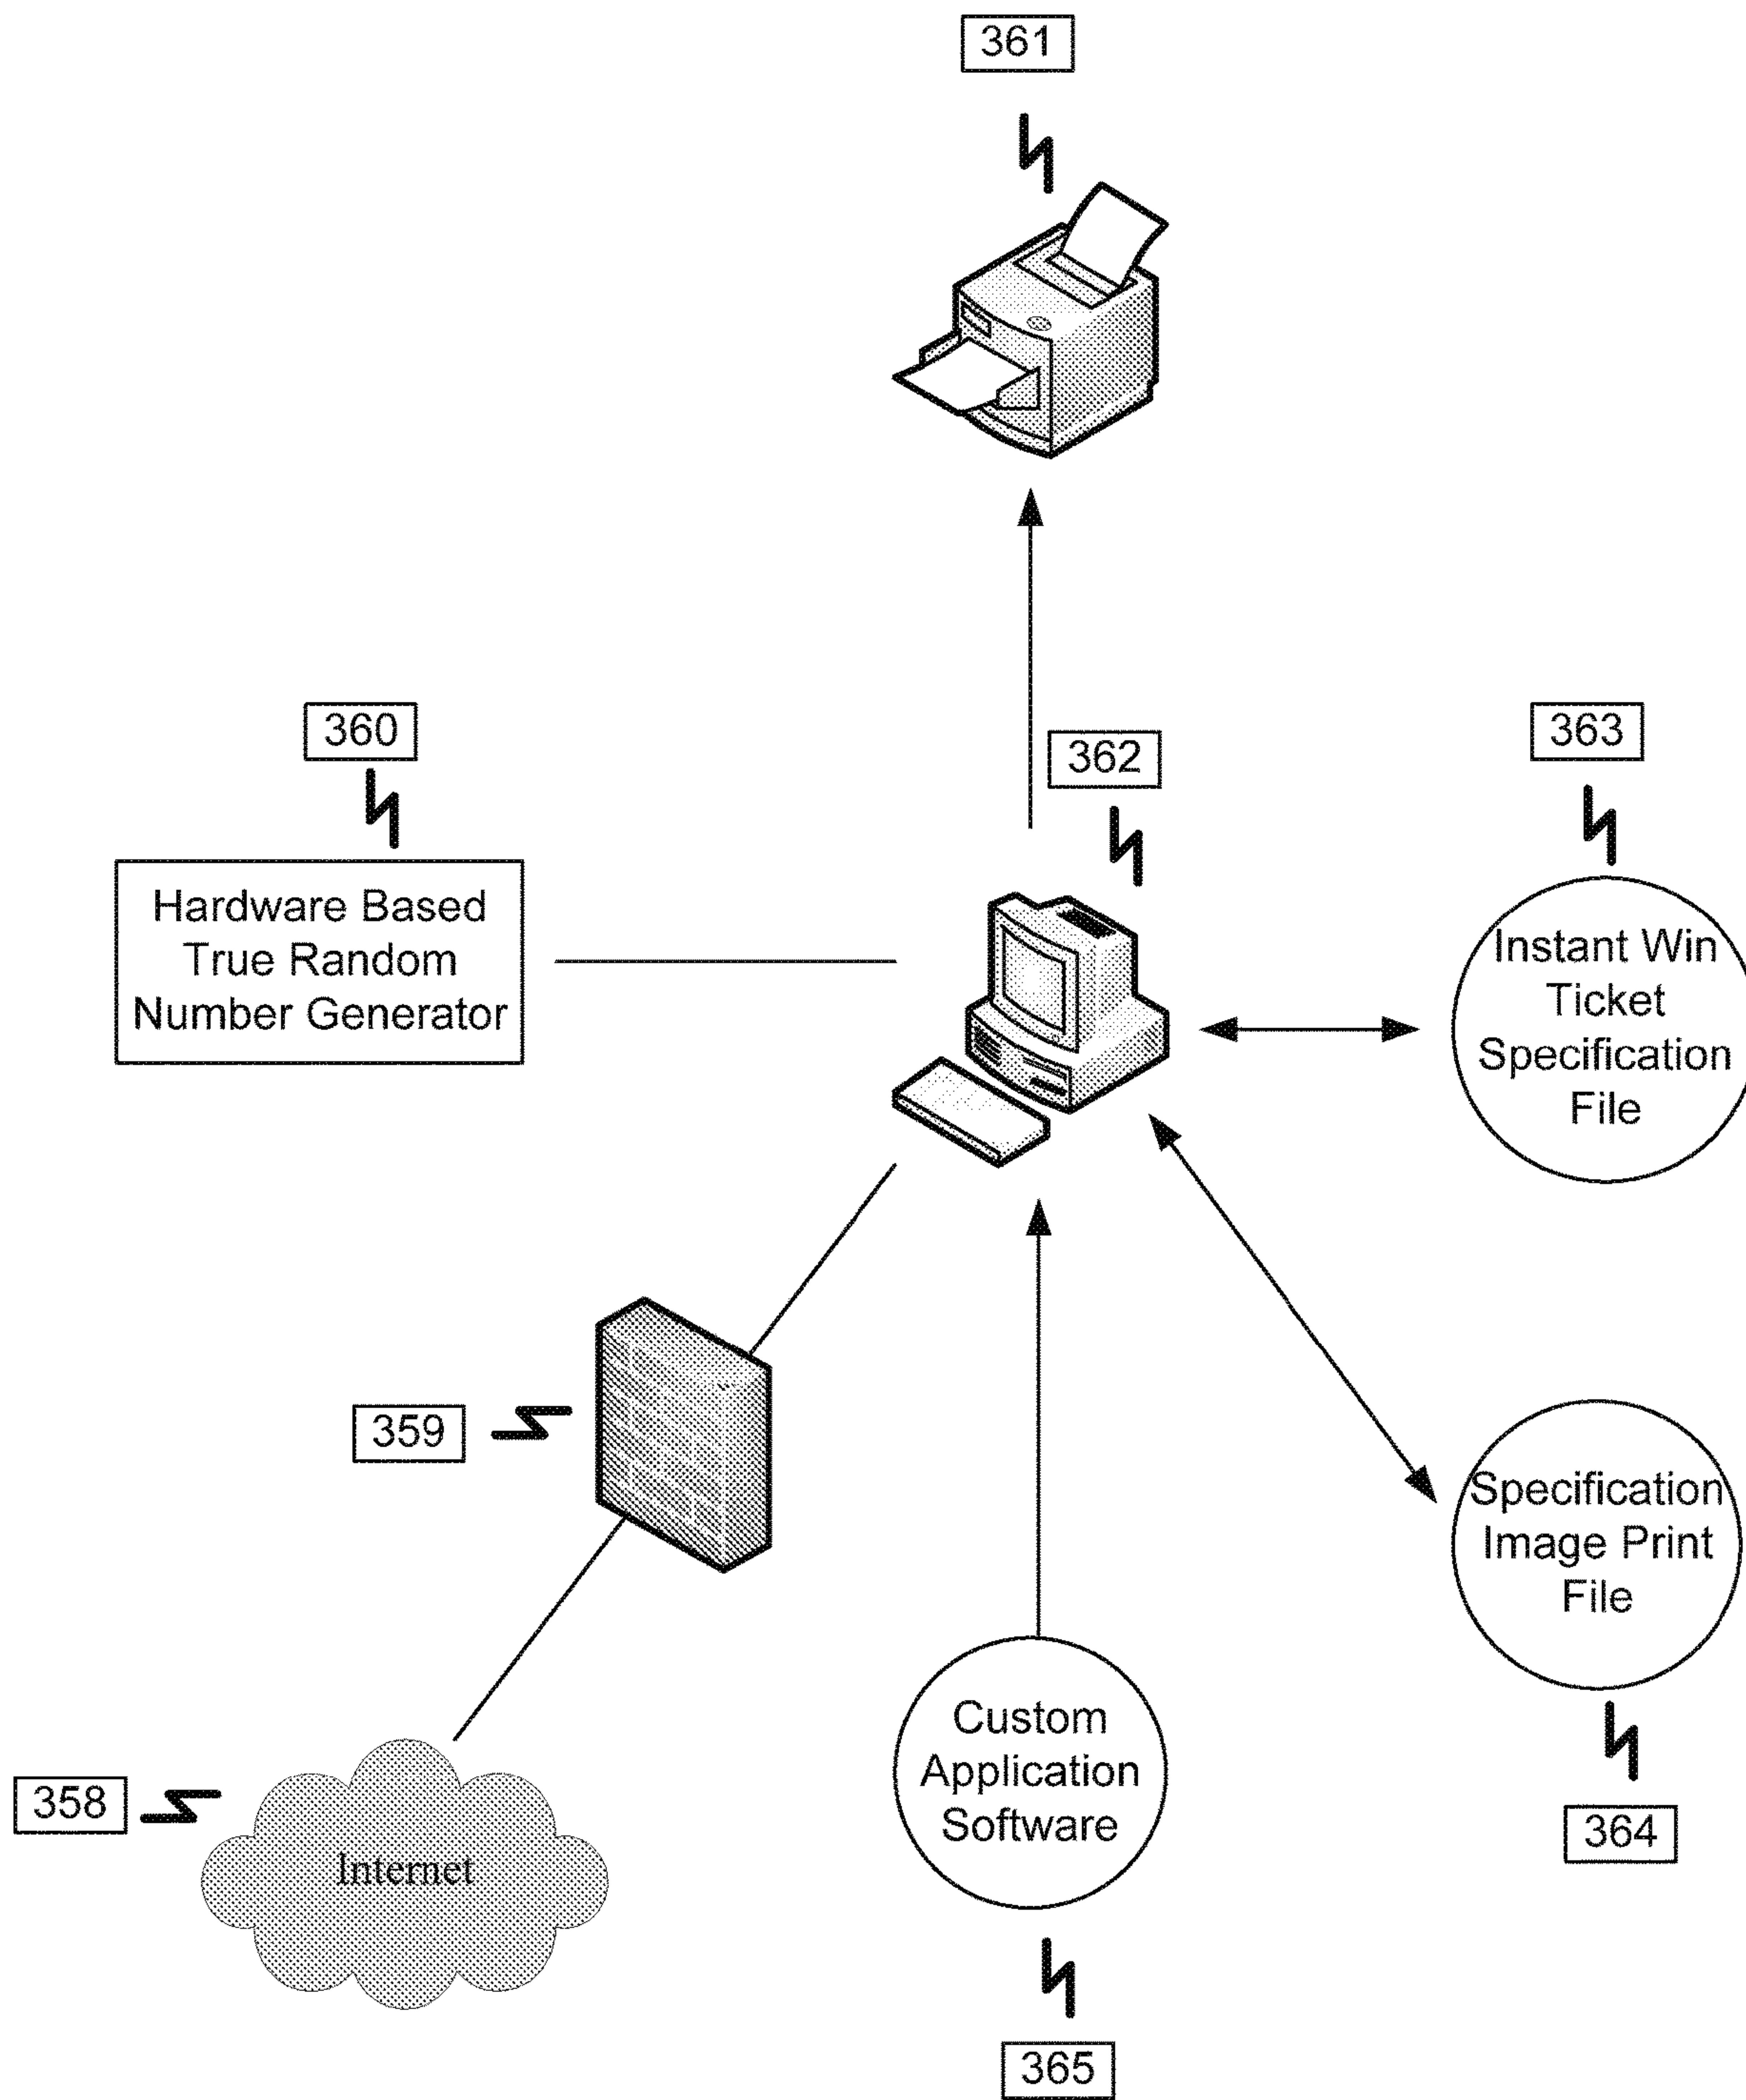 361
360
362
363
Hardware Based
True Random
Number Generator
Instant Win
Ticket
Specification
File
359
Specification
Image Print
File
358
Internet
Custom
Application
Software
364
365